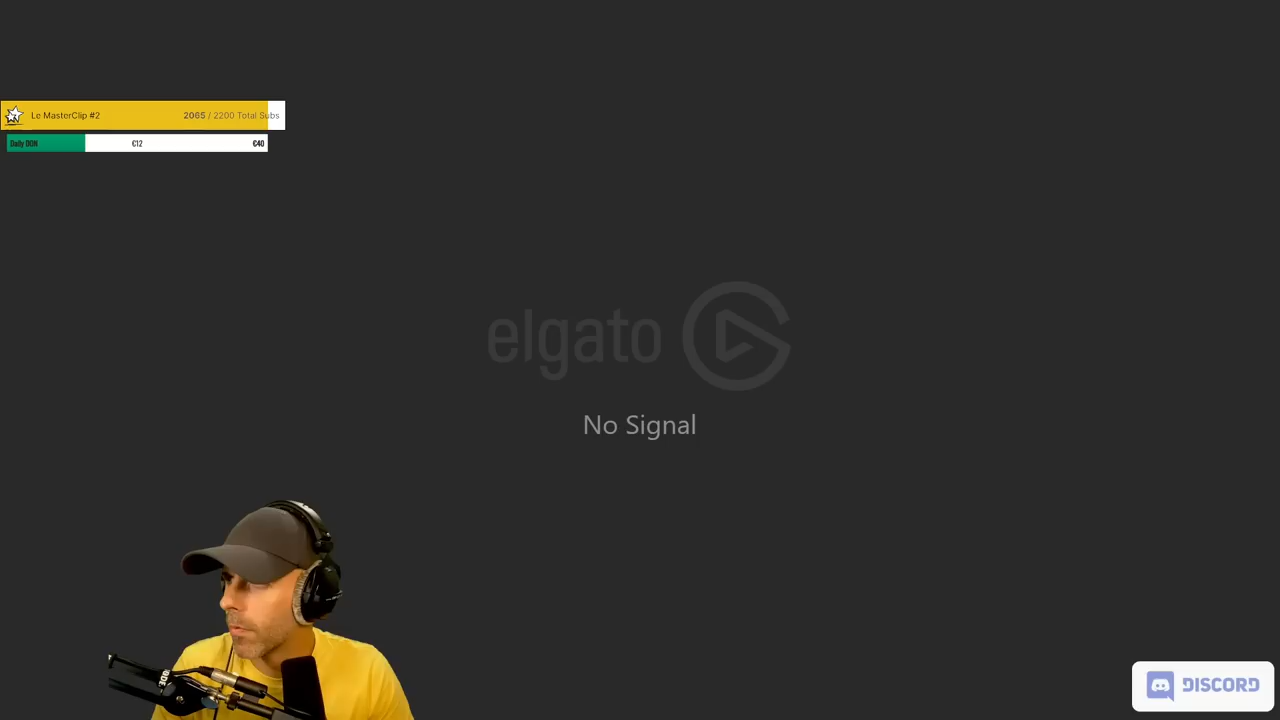 Le MasterClip #2 2065 / 2200 Total Subs
Daily DON €12 €40
elgato
No Signal
DISCORD